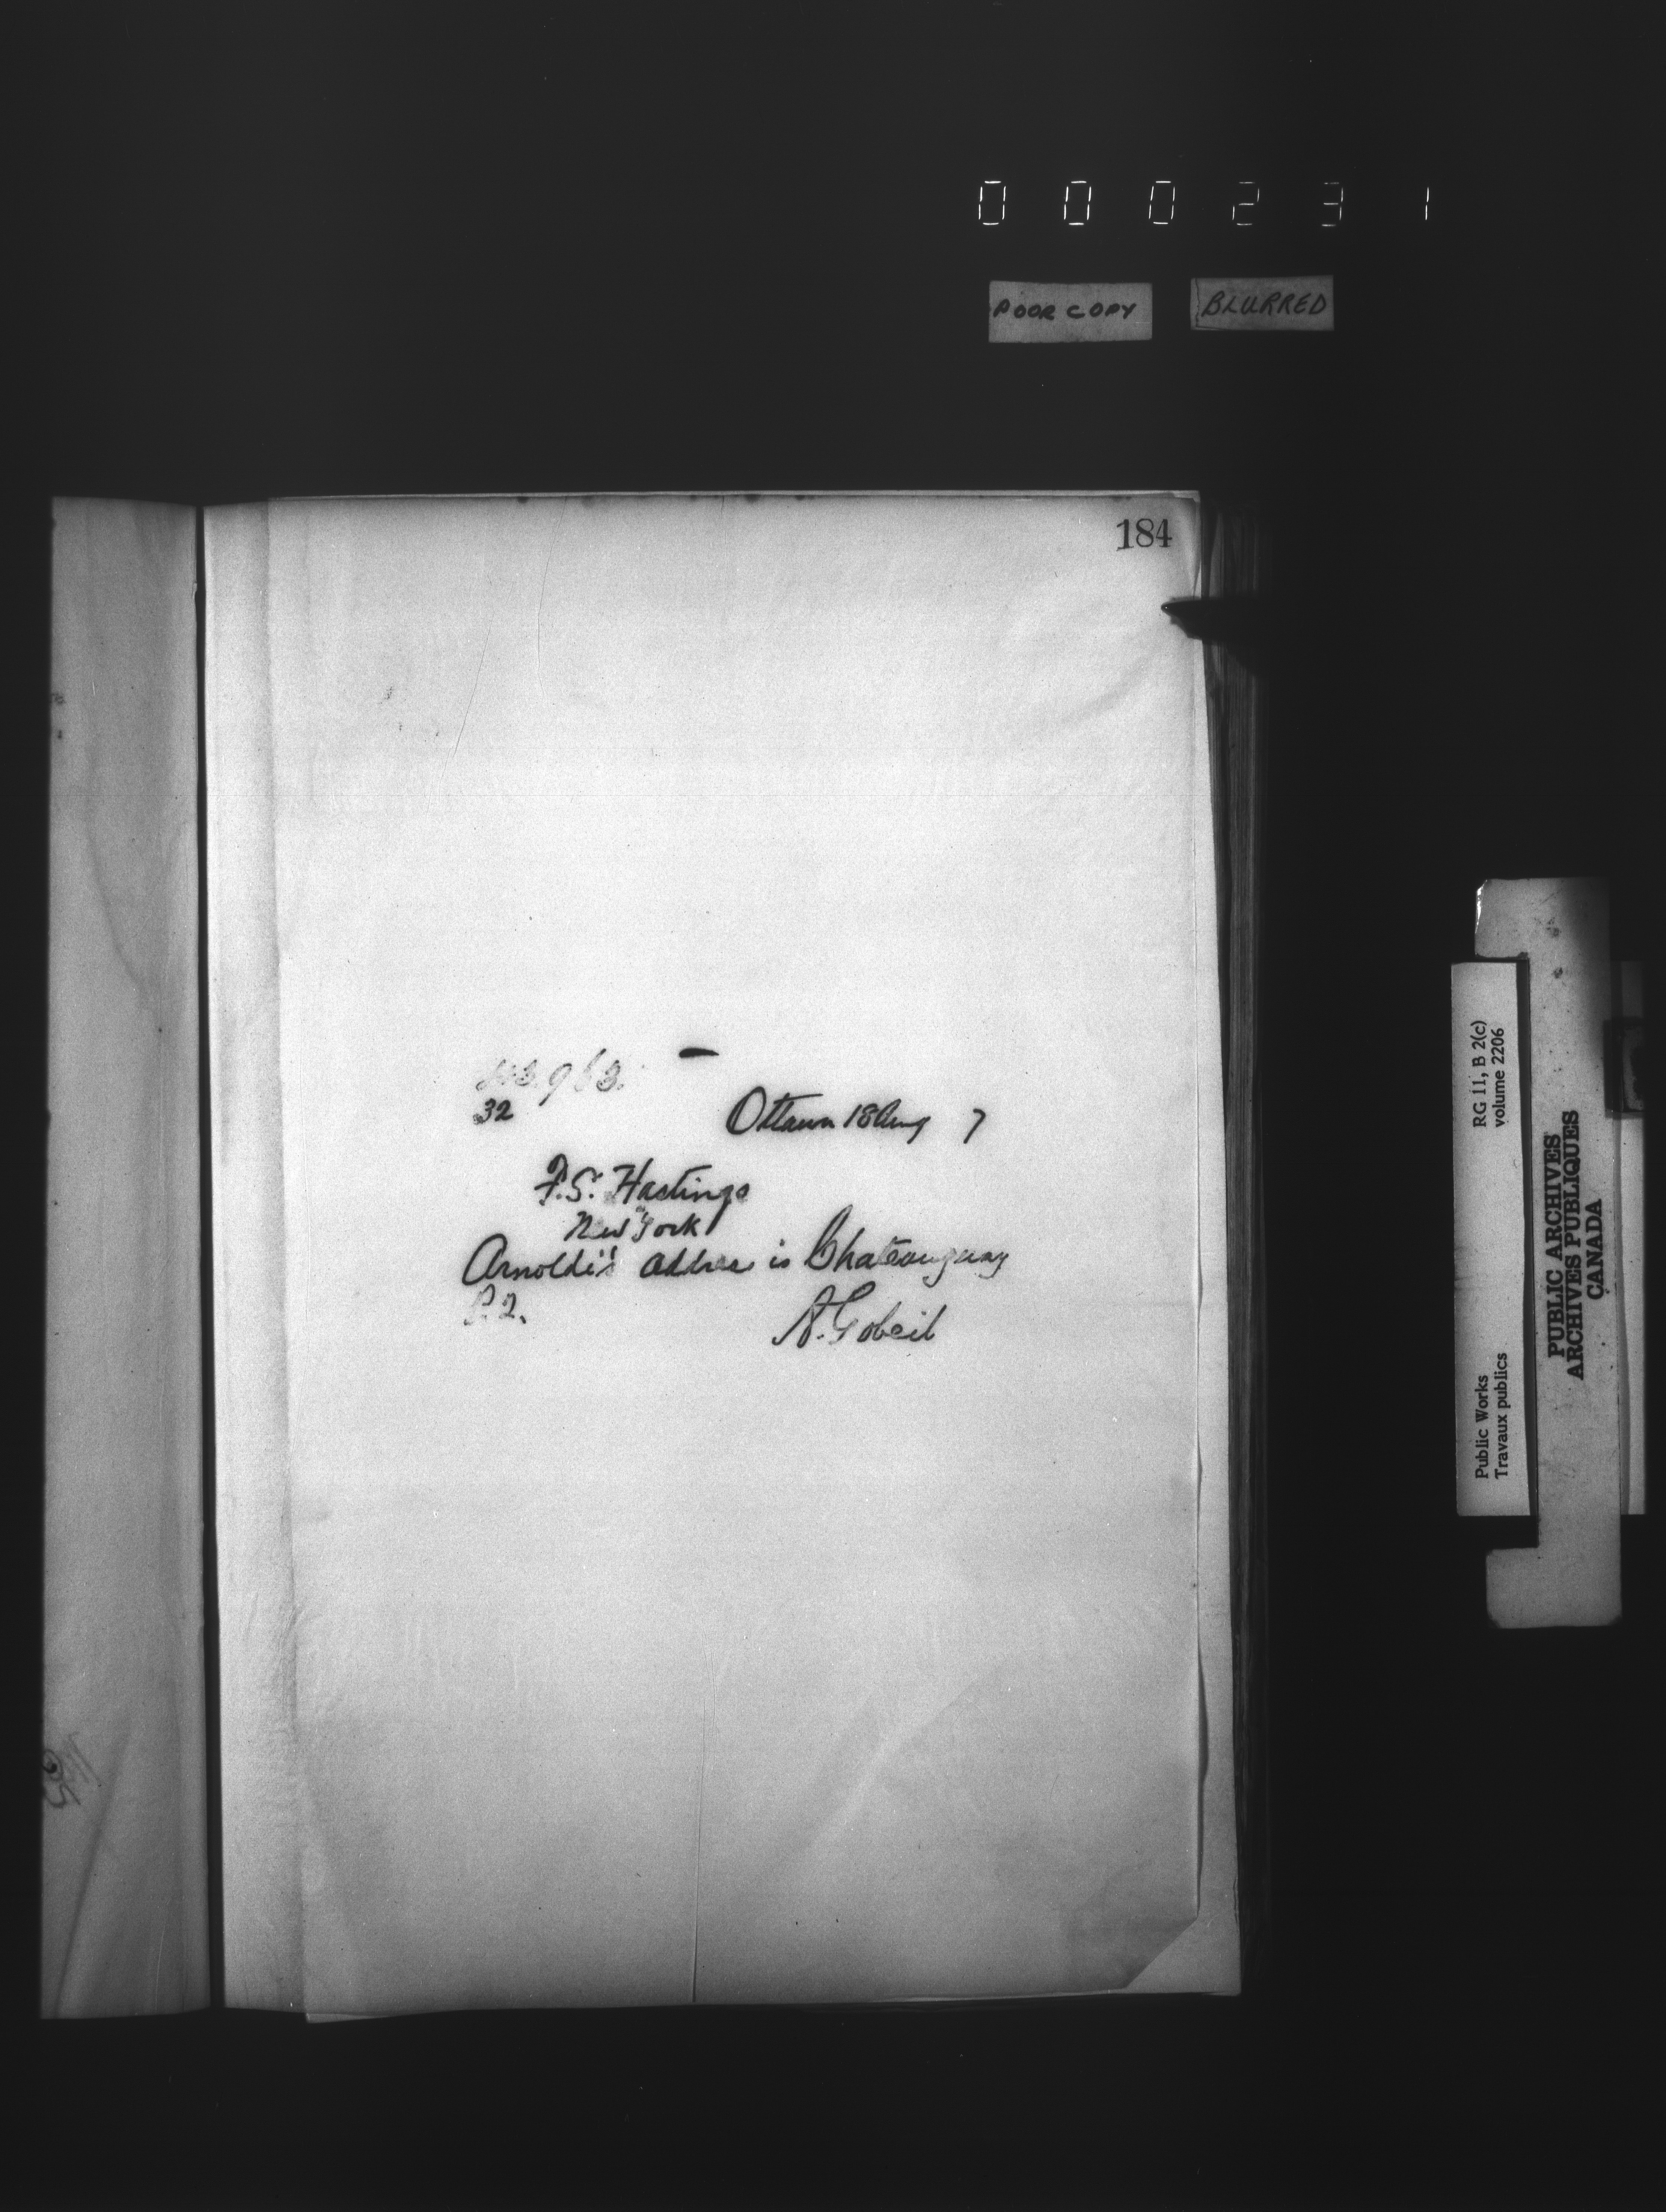 000231
POOR COPY
BLURRED
184
32
Ottawa 18 Aug 7
F.S. Hastings
New York
Arnoldi's address is Chateauguay
P.Q.
A. Gobeil
RG 11, B 2(c)
volume 2206
Public Works
Travaux publics
PUBLIC ARCHIVES
ARCHIVES PUBLIQUES
CANADA